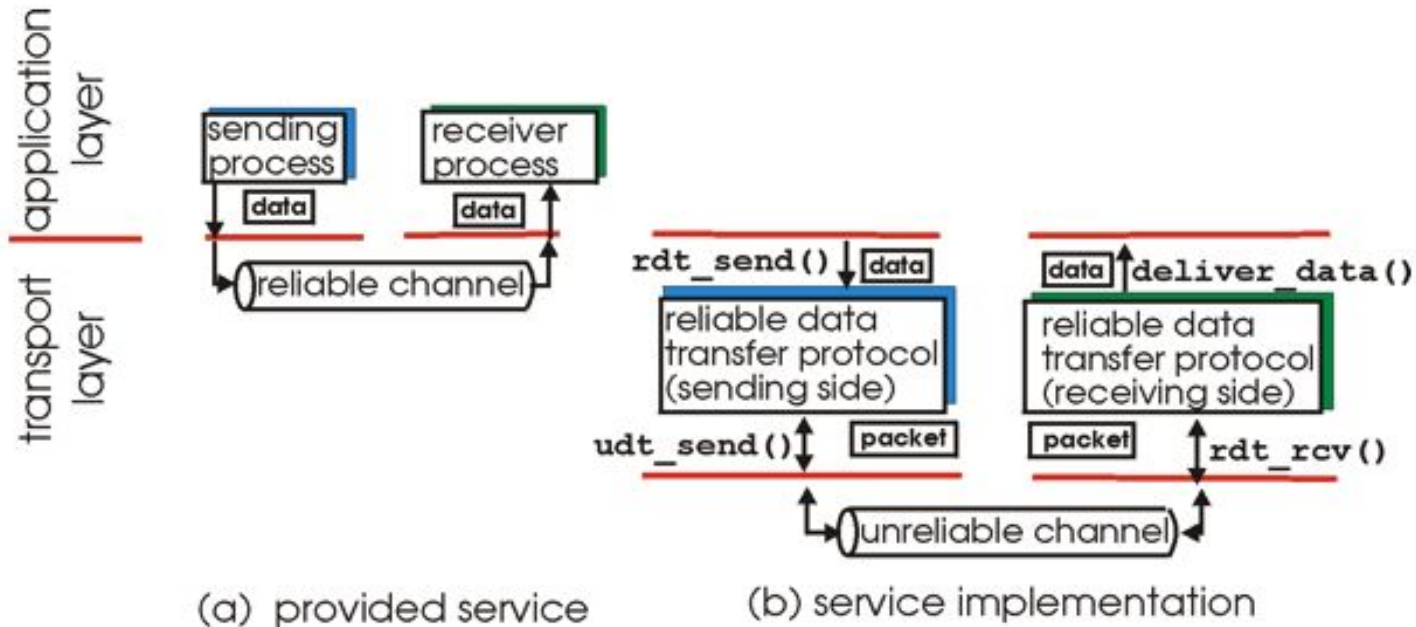 application
layer
transport
layer
sending
process
receiver
process
data
data
reliable channel
rdt_send()
data
data
deliver_data()
reliable data
transfer protocol
(sending side)
reliable data
transfer protocol
(receiving side)
udt_send()
packet
packet
rdt_rcv()
unreliable channel
(a) provided service
(b) service implementation